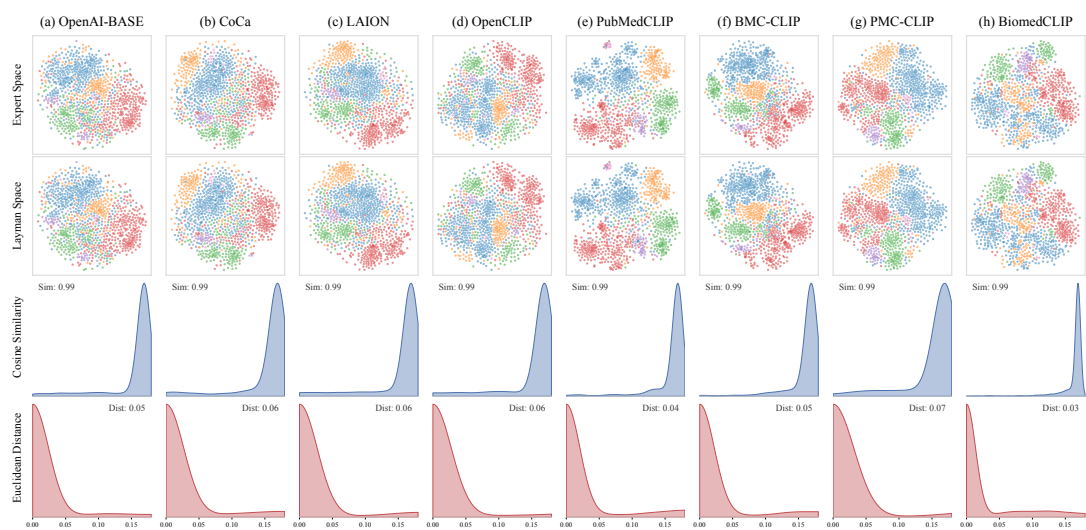 (a) OpenAI-BASE (b) CoCa (c) LAION (d) OpenCLIP (e) PubMedCLIP (f) BMC-CLIP (g) PMC-CLIP (h) BiomedCLIP
Expert Space
Layman Space
Cosine Similarity
Sim: 0.99 Sim: 0.99 Sim: 0.99 Sim: 0.99 Sim: 0.99 Sim: 0.99 Sim: 0.99 Sim: 0.99
Euclidean Distance
Dist: 0.05 Dist: 0.06 Dist: 0.06 Dist: 0.06 Dist: 0.04 Dist: 0.05 Dist: 0.07 Dist: 0.03
0.00 0.05 0.10 0.15 0.00 0.05 0.10 0.15 0.00 0.05 0.10 0.15 0.00 0.05 0.10 0.15 0.00 0.05 0.10 0.15 0.00 0.05 0.10 0.15 0.00 0.05 0.10 0.15 0.00 0.05 0.10 0.15